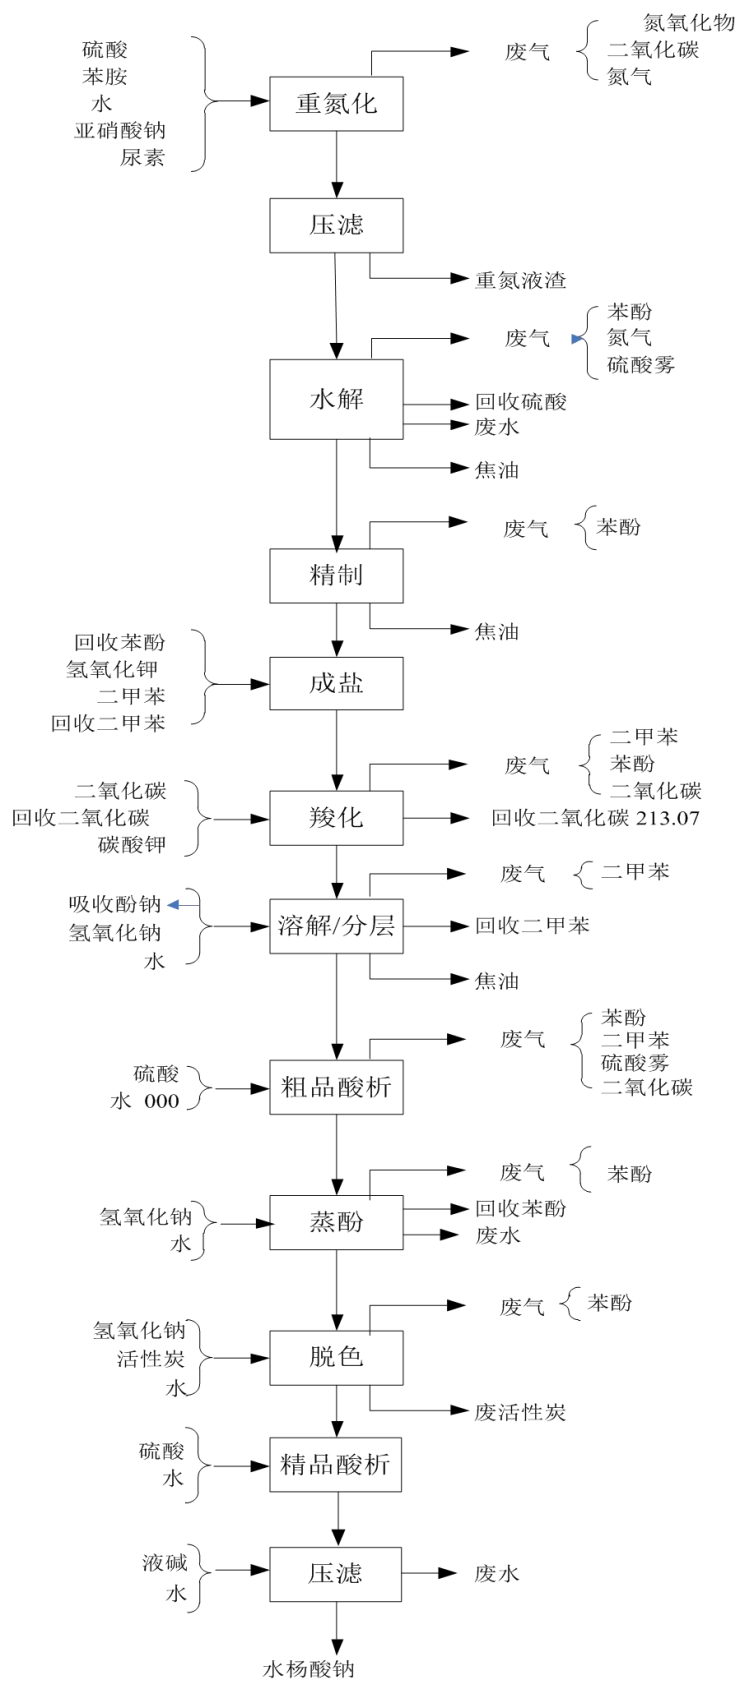 氮氧化物
硫酸
废气
二氧化碳
苯胺
氮气
水
重氮化
亚硝酸钠
尿素
压滤
重氮液渣
苯酚
废气
氮气
硫酸雾
水解
回收硫酸
废水
焦油
废气
苯酚
精制
焦油
回收苯酚
氢氧化钾
成盐
二甲苯
回收二甲苯
二甲苯
废气
苯酚
二氧化碳
二氧化碳
回收二氧化碳
羧化
回收二氧化碳 213.07
碳酸钾
废气
二甲苯
吸收酚钠
氢氧化钠
溶解/分层
回收二甲苯
水
焦油
苯酚
废气
二甲苯
硫酸雾
二氧化碳
硫酸
粗品酸析
水 000
废气
苯酚
回收苯酚
氢氧化钠
蒸酚
水
废水
废气
苯酚
氢氧化钠
活性炭
脱色
水
废活性炭
硫酸
精品酸析
水
液碱
压滤
废水
水
水杨酸钠